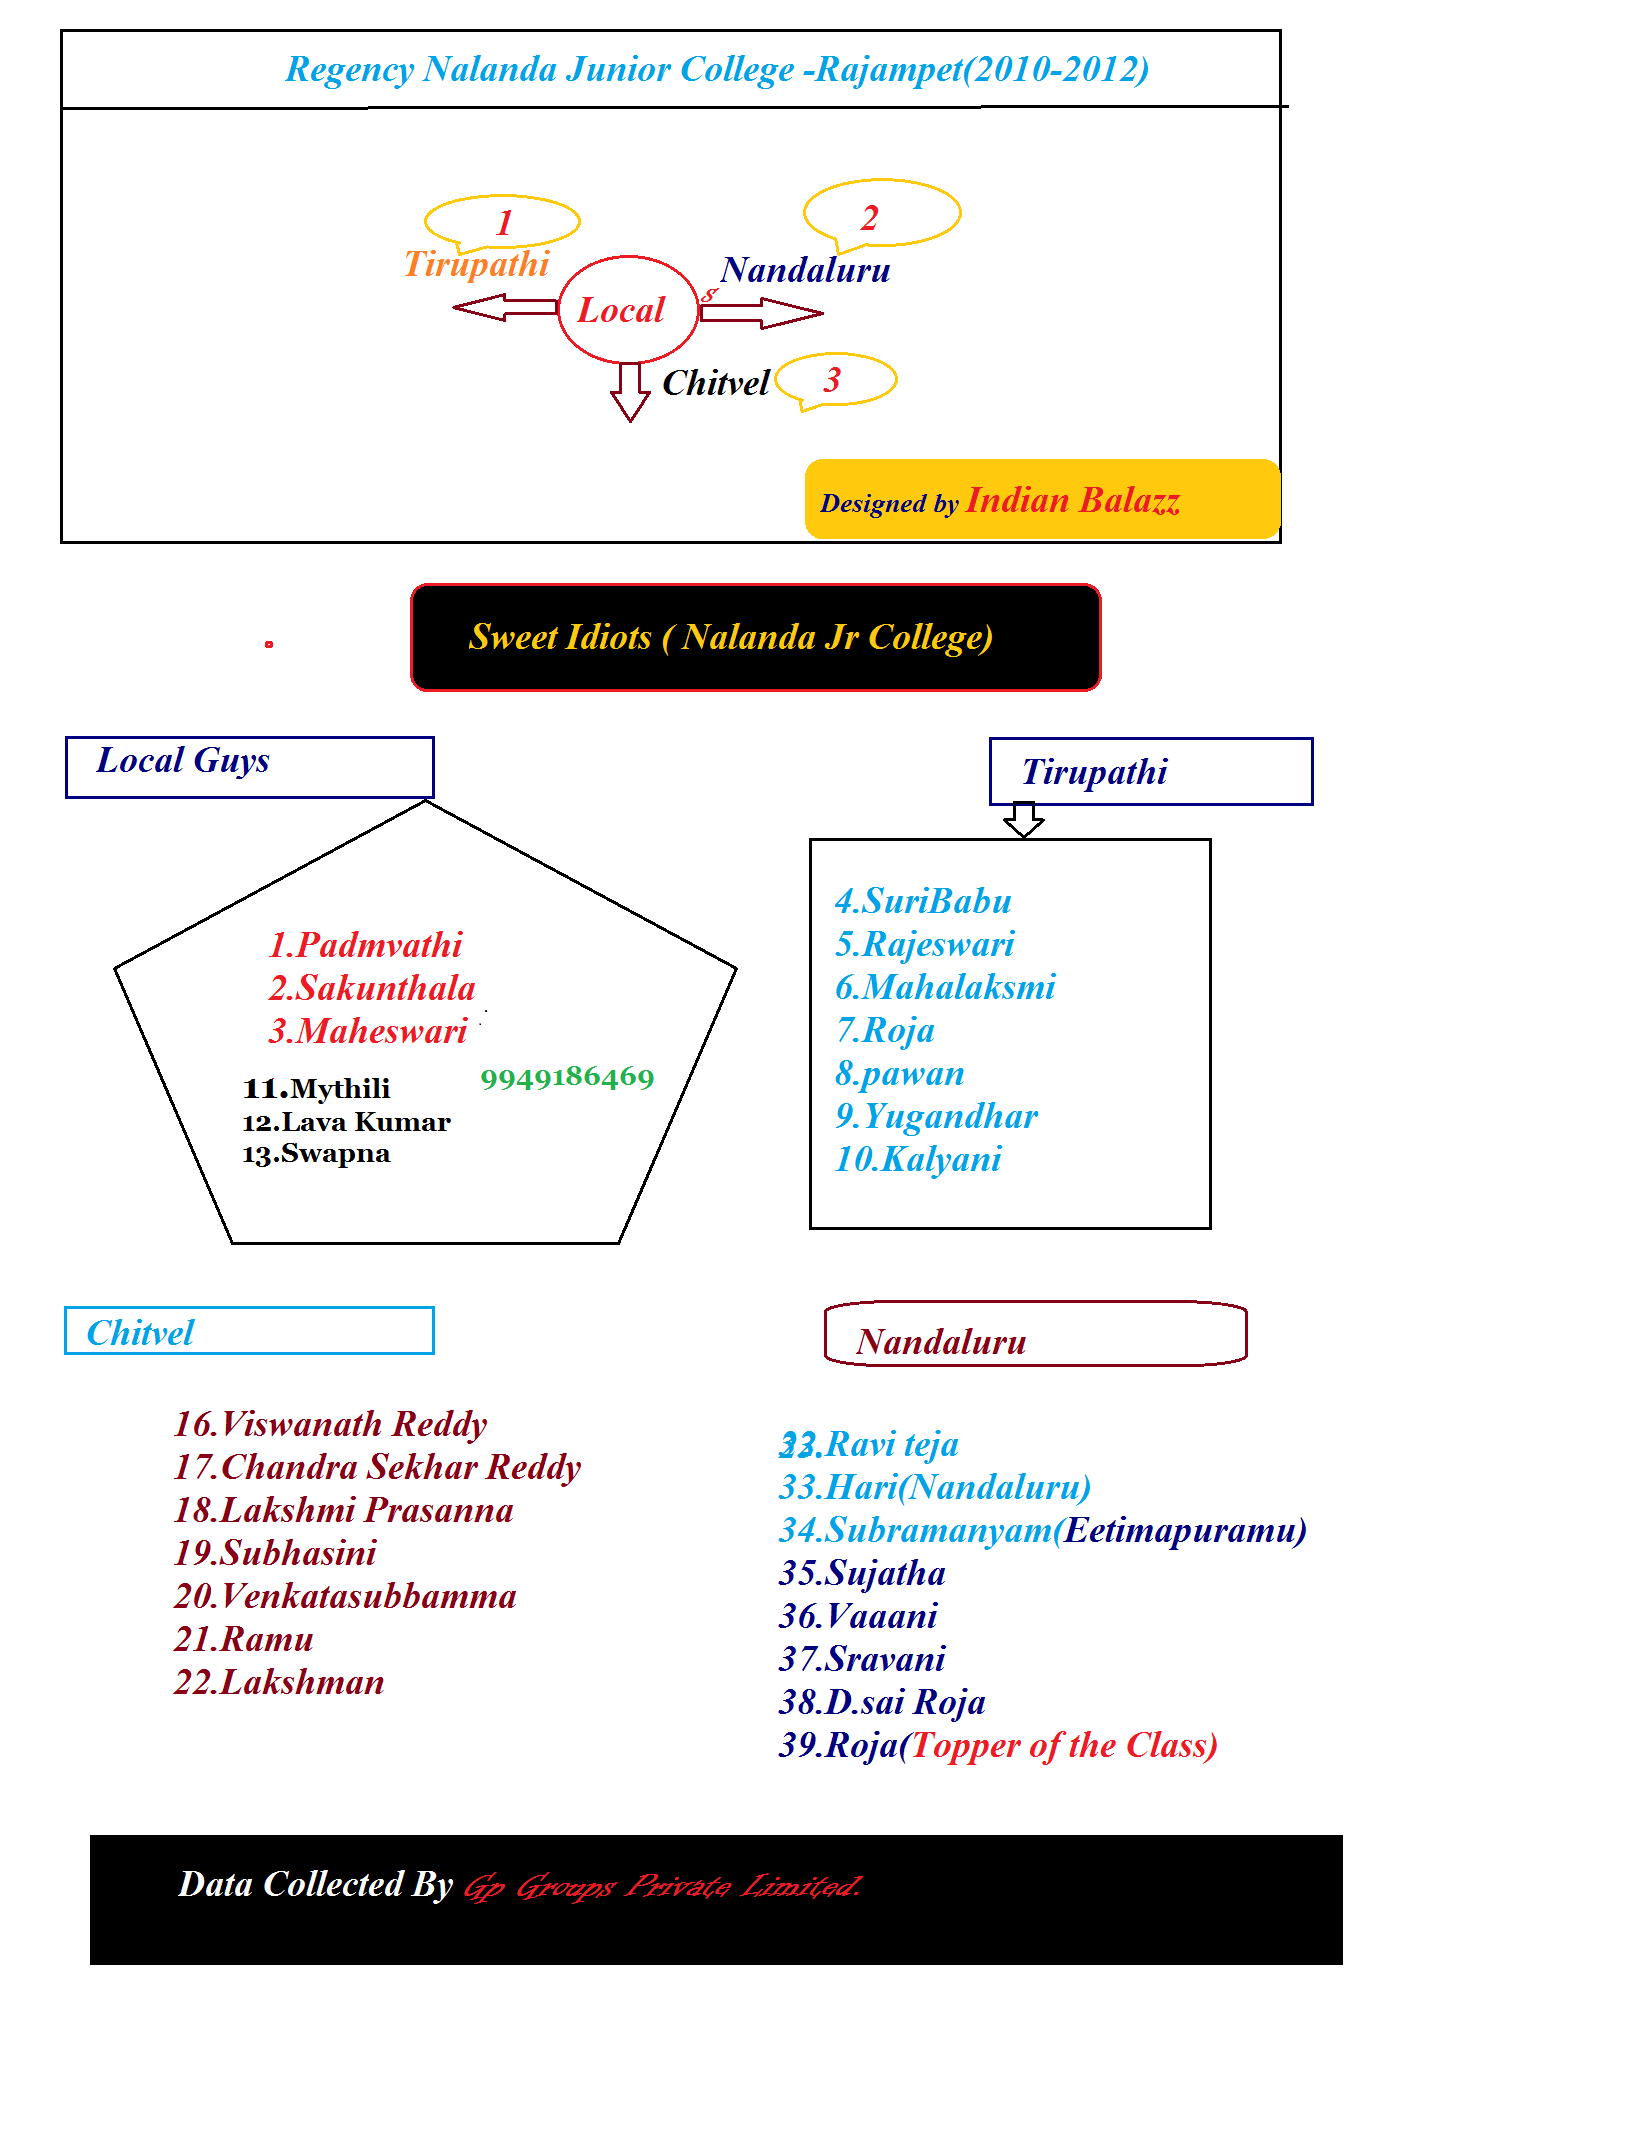 Regency Nalanda Junior College -Rajampet(2010-2012)
1
2
Tirupathi
Nandaluru
Local
s
Chitvel
3
Designed by Indian Balazz
Sweet Idiots ( Nalanda Jr College)
Local Guys
1.Padmvathi
2.Sakunthala
3.Maheswari
9949186469
11.Mythili
12.Lava Kumar
13.Swapna
Tirupathi
4.SuriBabu
5.Rajeswari
6.Mahalaksmi
7.Roja
8.pawan
9.Yugandhar
10.Kalyani
Chitvel
16.Viswanath Reddy
17.Chandra Sekhar Reddy
18.Lakshmi Prasanna
19.Subhasini
20.Venkatasubbamma
21.Ramu
22.Lakshman
Nandaluru
Ravi teja
33.Hari(Nandaluru)
34.Subramanyam(Eetimapuramu)
35.Sujatha
36.Vaaani
37.Sravani
38.D.sai Roja
39.Roja(Topper of the Class)
Data Collected By Gp Groups Private Limited.